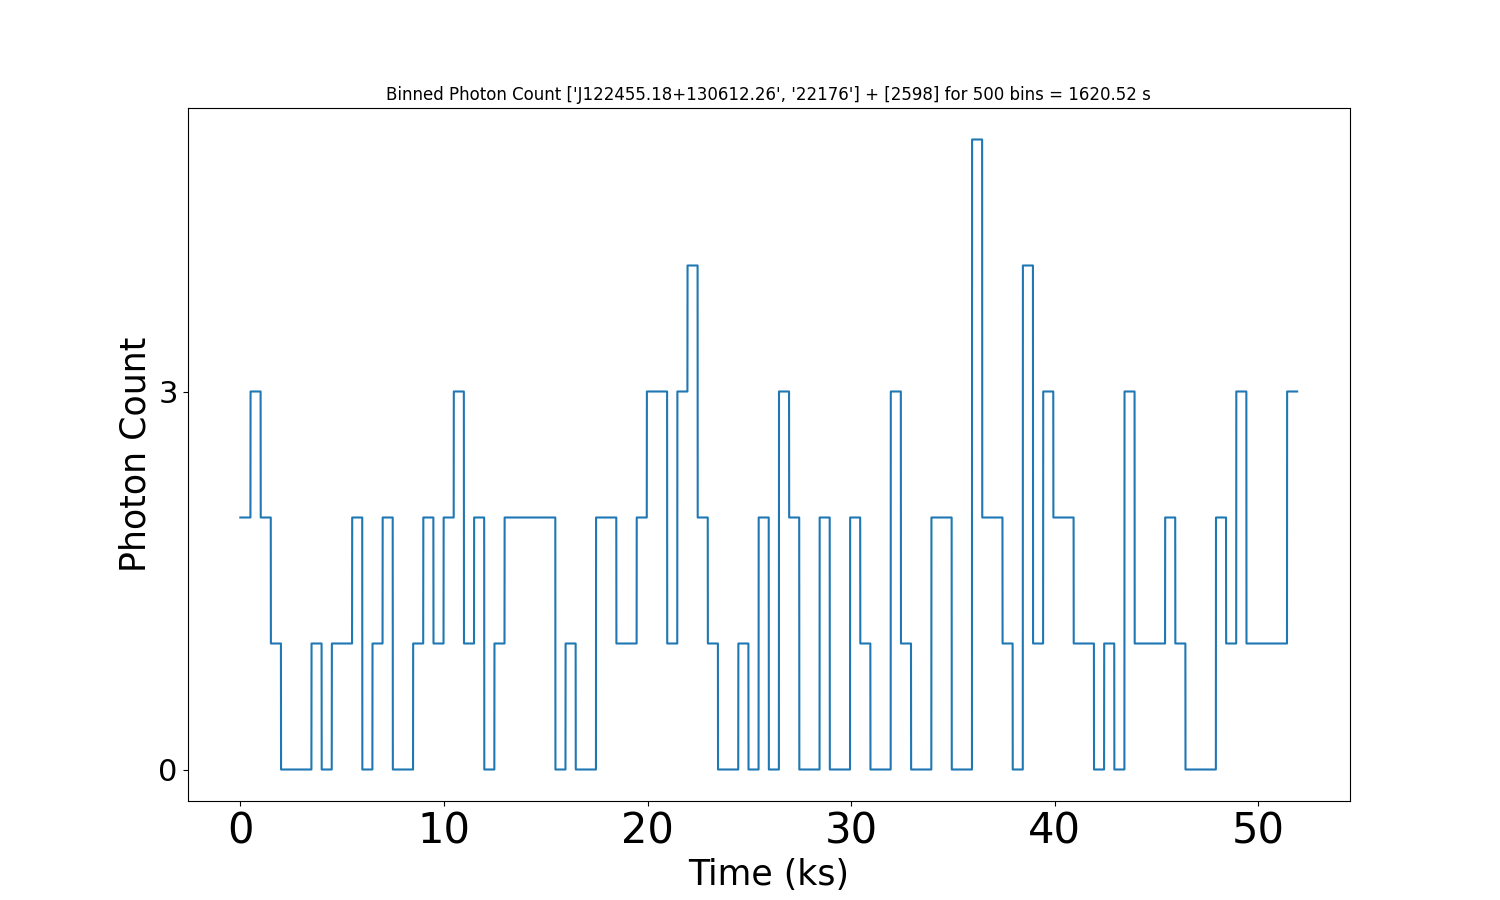 Binned Photon Count ['J122455.18+130612.26', '22176'] + [2598] for 500 bins = 1620.52 s
Photon Count
3
0
0 10 20 30 40 50
Time (ks)